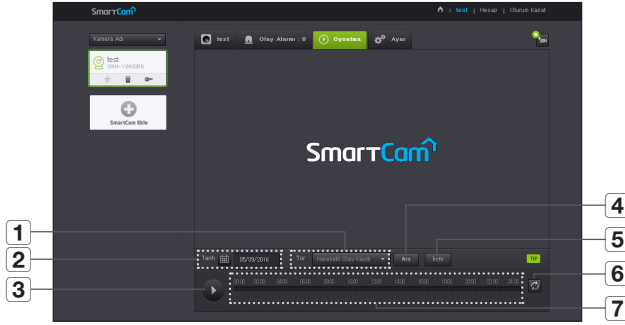 SmartCam
test | Hesap | Oturum Kapat
Kamera Adı
test
SmartCam Ekle
test Olay Alarmı : 0 Oynatma Ayar
SmartCam
Tarih 05/09/2016 Tür Hareketli Olay Kaydı Ara İndir TIP
00:00 02:00 04:00 06:00 08:00 10:00 12:00 14:00 16:00 18:00 20:00 22:00 24:00
1
2
3
4
5
6
7